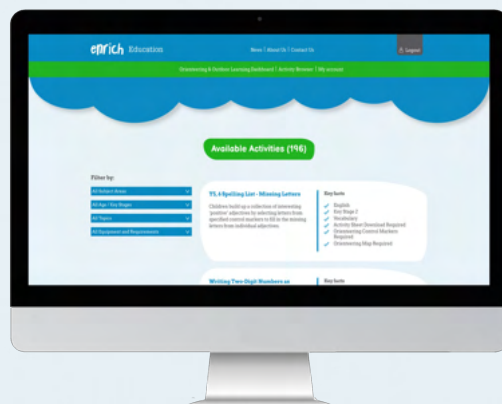 enrich Education
News | About Us | Contact Us
Logout
Orienteering & Outdoor Learning Dashboard | Activity Browser | My account
Available Activities (196)
Filter by:
All Subject Areas
All Age / Key Stages
All Topics
All Equipment and Requirements
Y3, 4 Spelling List - Missing Letters
Children build up a collection of interesting
'positive' adjectives by selecting letters from
specified control markers to fill in the missing
letters from individual adjectives.
Key facts
English
Key Stage 2
Vocabulary
Activity Sheet Download Required
Orienteering Control Markers
Required
Orienteering Map Required
Writing Two-Digit Numbers as
Key facts